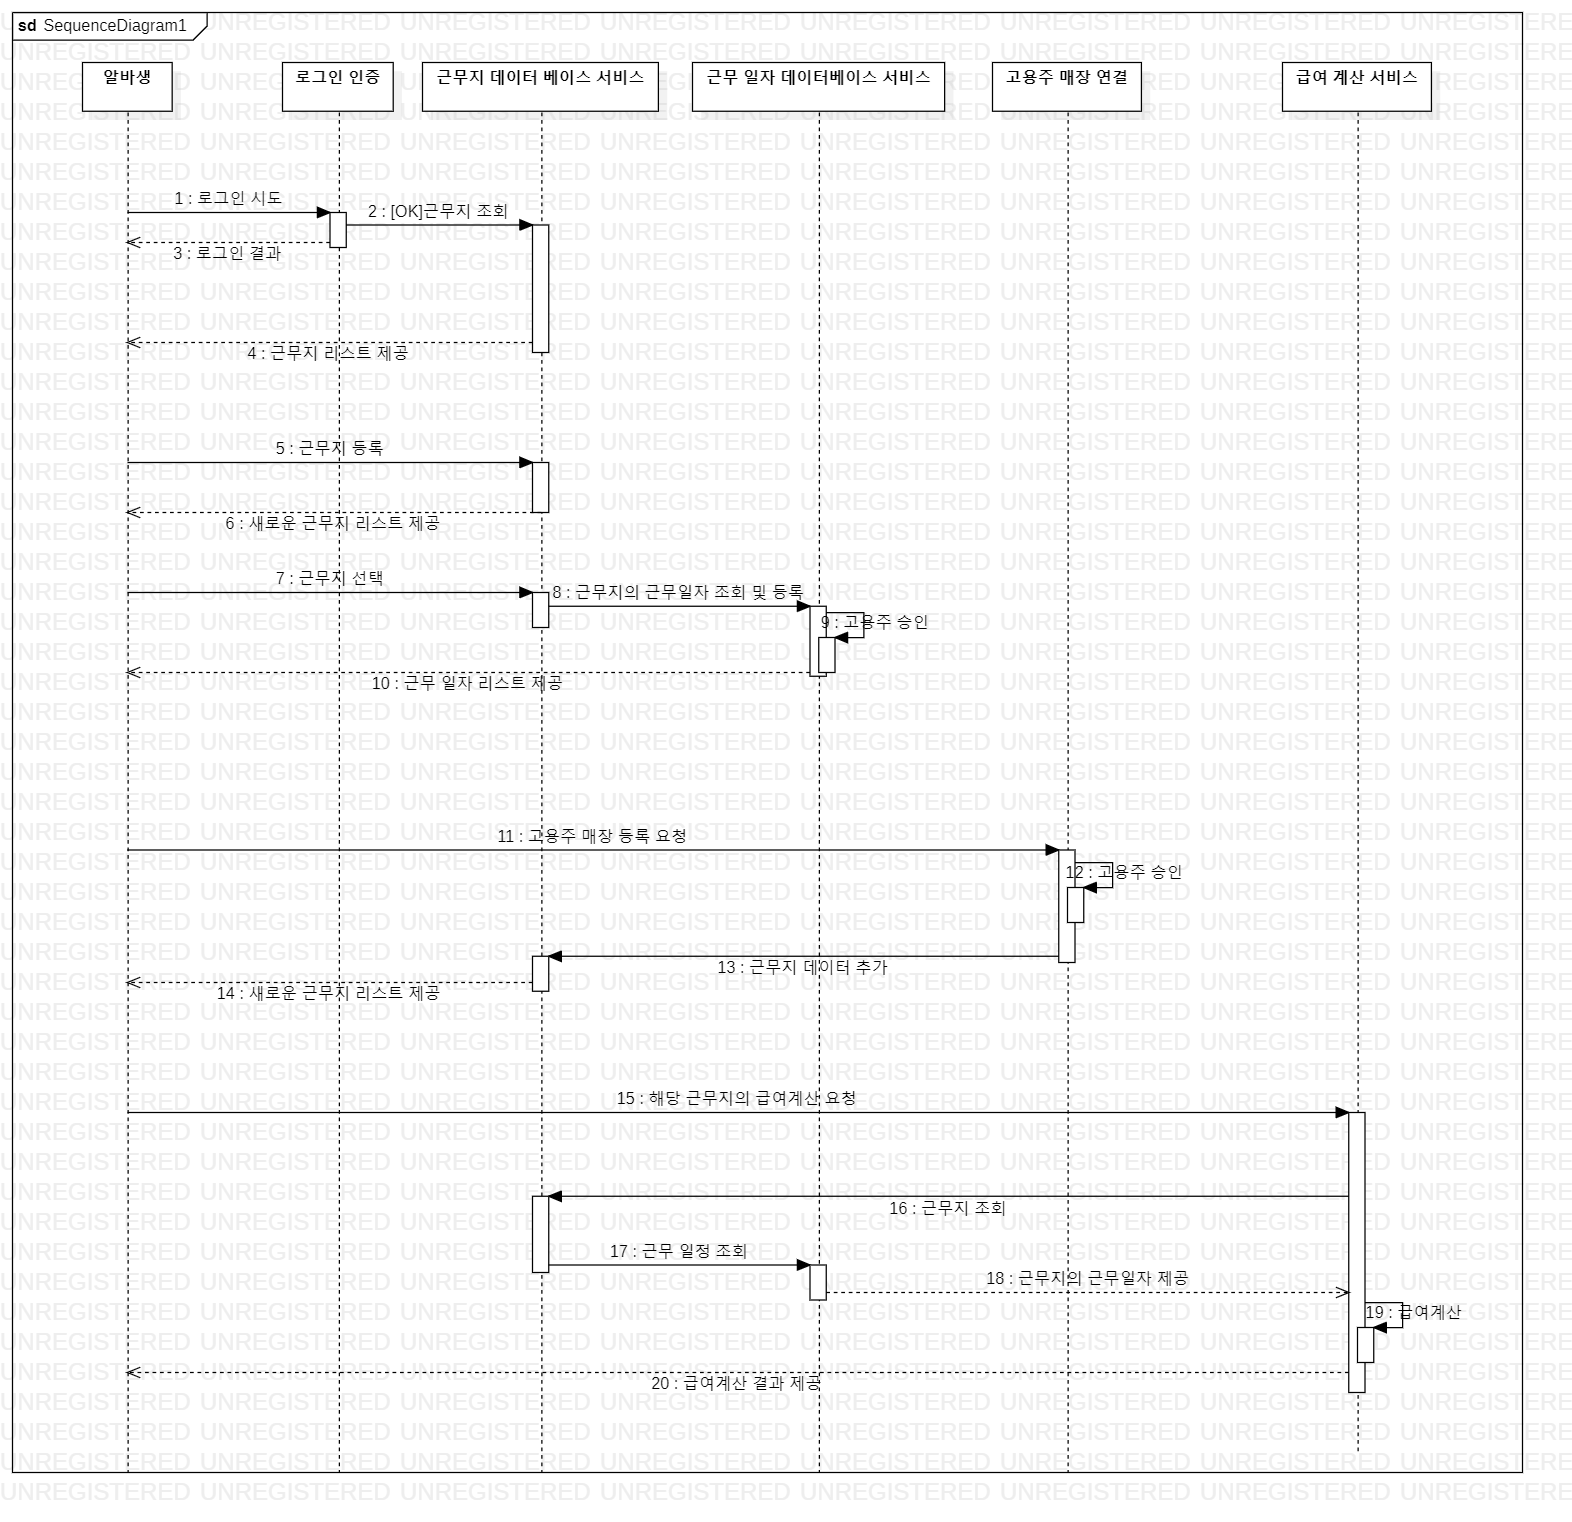 sd SequenceDiagram1
알바생
로그인 인증
근무지 데이터 베이스 서비스
근무 일자 데이터베이스 서비스
고용주 매장 연결
급여 계산 서비스
1 : 로그인 시도
2 : [OK]근무지 조회
3 : 로그인 결과
4 : 근무지 리스트 제공
5 : 근무지 등록
6 : 새로운 근무지 리스트 제공
7 : 근무지 선택
8 : 근무지의 근무일자 조회 및 등록
9 : 고용주 승인
10 : 근무 일자 리스트 제공
11 : 고용주 매장 등록 요청
12 : 고용주 승인
13 : 근무지 데이터 추가
14 : 새로운 근무지 리스트 제공
15 : 해당 근무지의 급여계산 요청
16 : 근무지 조회
17 : 근무 일정 조회
18 : 근무지의 근무일자 제공
19 : 급여계산
20 : 급여계산 결과 제공
UNREGISTERED